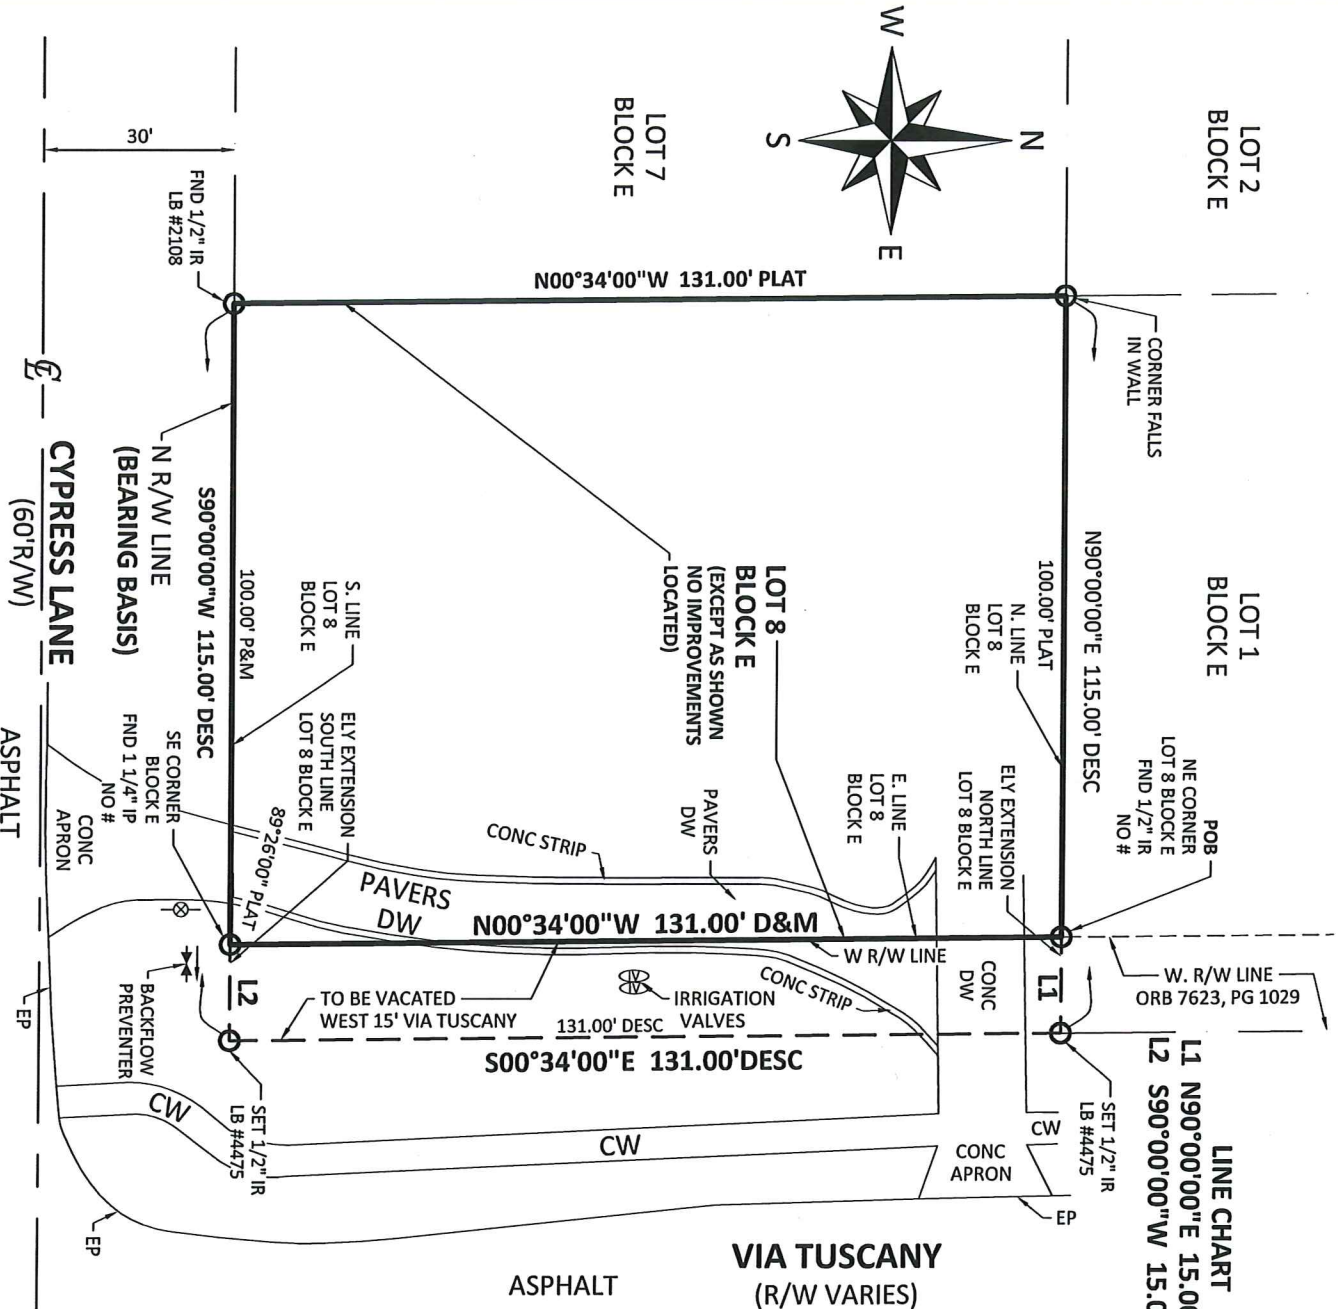 W
N
S
E
LOT 2
BLOCK E
LOT 7
BLOCK E
LOT 1
BLOCK E
30'
FND 1/2" IR
LB #2108
N00°34'00"W 131.00' PLAT
CORNER FALLS
IN WALL
N90°00'00"E 115.00' DESC
100.00' PLAT
N. LINE
LOT 8
BLOCK E
LOT 8
BLOCK E
(EXCEPT AS SHOWN
NO IMPROVEMENTS
LOCATED)
℄
CYPRESS LANE
(60'R/W)
N R/W LINE
(BEARING BASIS)
S90°00'00"W 115.00' DESC
100.00' P&M
S. LINE
LOT 8
BLOCK E
ELY EXTENSION
SOUTH LINE
LOT 8 BLOCK E
SE CORNER
BLOCK E
FND 1 1/4" IP
NO #
CONC
APRON
ASPHALT
89°26'00" PLAT
CONC STRIP
PAVERS
DW
PAVERS
DW
E. LINE
LOT 8
BLOCK E
ELY EXTENSION
NORTH LINE
LOT 8 BLOCK E
POB
NE CORNER
LOT 8 BLOCK E
FND 1/2" IR
NO #
N00°34'00"W 131.00' D&M
W R/W LINE
CONC
DW
L1
W. R/W LINE
ORB 7623, PG 1029
L2
TO BE VACATED
WEST 15' VIA TUSCANY
IV
IV
IRRIGATION
VALVES
CONC STRIP
131.00' DESC
S00°34'00"E 131.00'DESC
BACKFLOW
PREVENTER
EP
SET 1/2" IR
LB #4475
SET 1/2" IR
LB #4475
CW
CW
CW
CONC
APRON
EP
EP
LINE CHART
L1 N90°00'00"E
L2 S90°00'00"W
VIA TUSCANY
(R/W VARIES)
ASPHALT